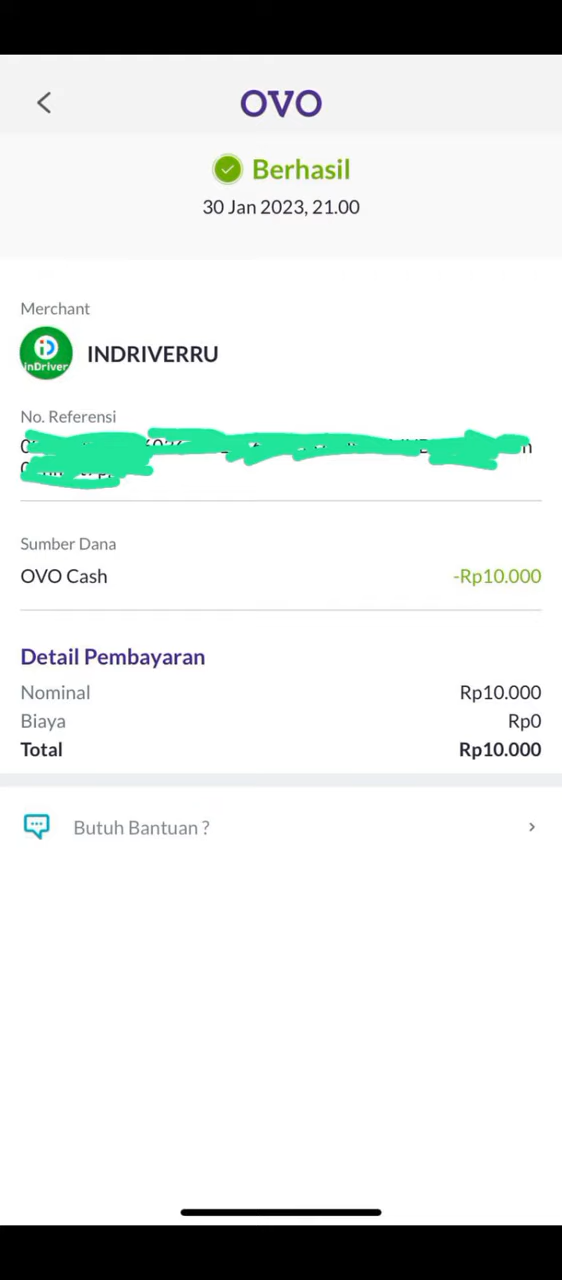 OVO
Berhasil
30 Jan 2023, 21.00
Merchant
iD
inDriver
INDRIVERRU
No. Referensi
Sumber Dana
OVO Cash -Rp10.000
Detail Pembayaran
Nominal Rp10.000
Biaya Rp0
Total Rp10.000
Butuh Bantuan ?